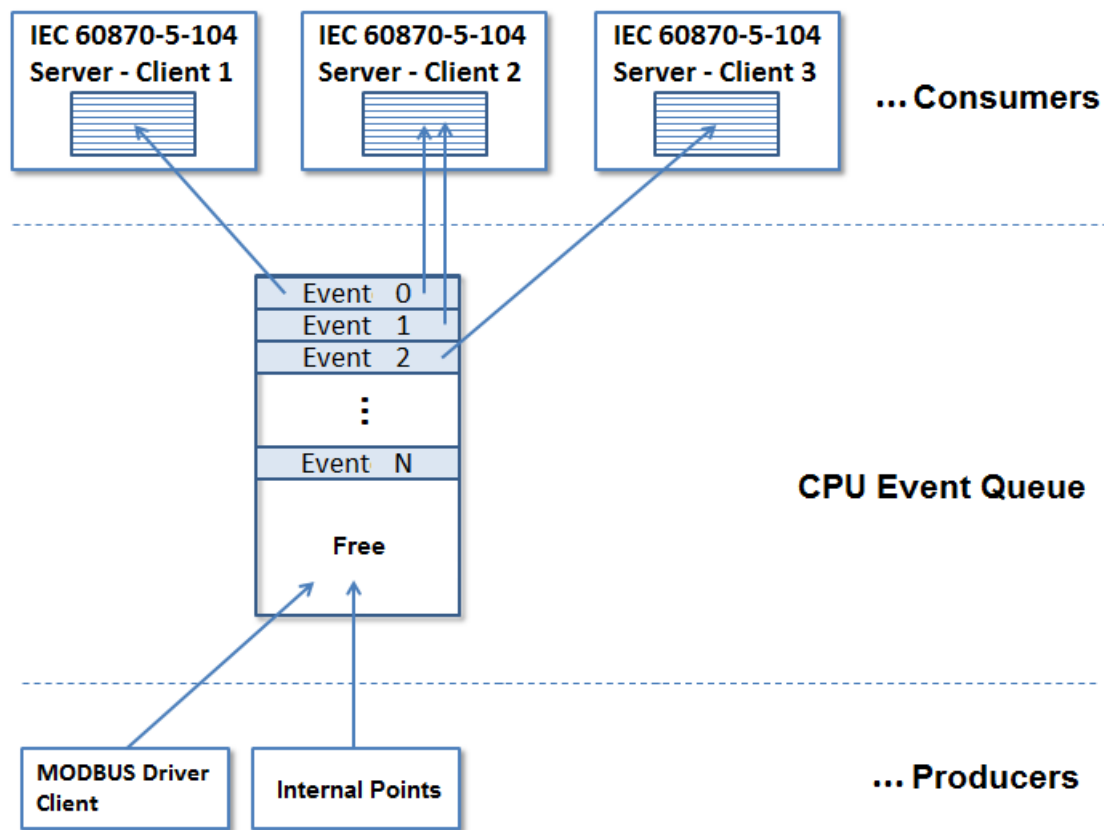 IEC 60870-5-104
Server - Client 1
IEC 60870-5-104
Server - Client 2
IEC 60870-5-104
Server - Client 3
... Consumers
Event 0
Event 1
Event 2
...
Event N
CPU Event Queue
Free
MODBUS Driver
Client
Internal Points
... Producers